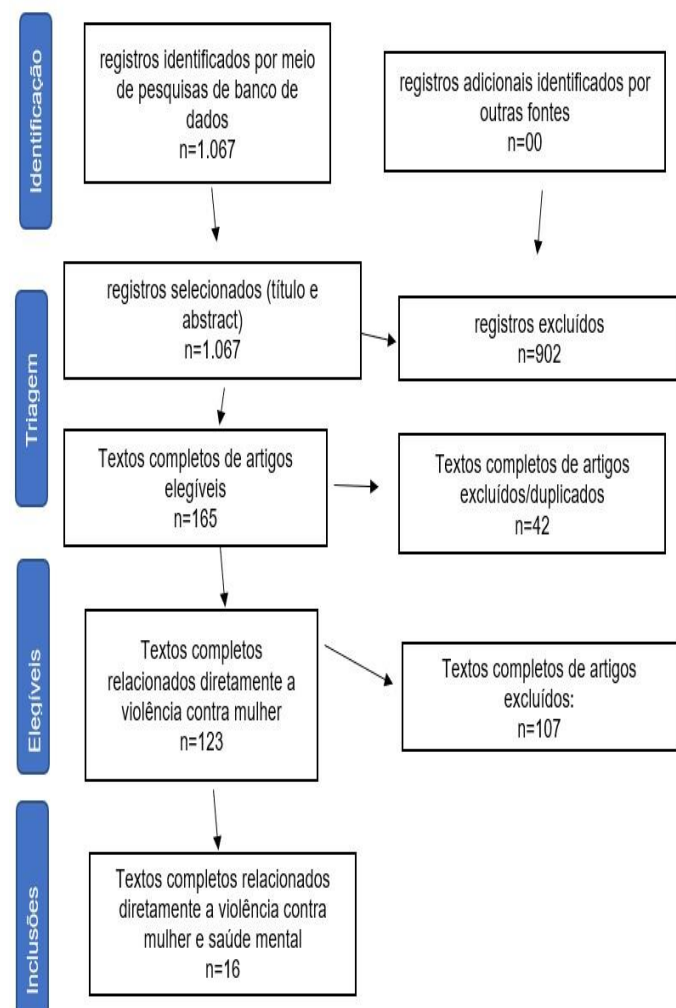 Identificação
registros identificados por meio
de pesquisas de banco de
dados
n=1.067
registros adicionais identificados por
outras fontes
n=00
Triagem
registros selecionados (título e
abstract)
n=1.067
registros excluídos
n=902
Textos completos de artigos
elegíveis
n=165
Textos completos de artigos
excluídos/duplicados
n=42
Elegíveis
Textos completos
relacionados diretamente a
violência contra mulher
n=123
Textos completos de artigos
excluídos:
n=107
Inclusões
Textos completos relacionados
diretamente a violência contra
mulher e saúde mental
n=16